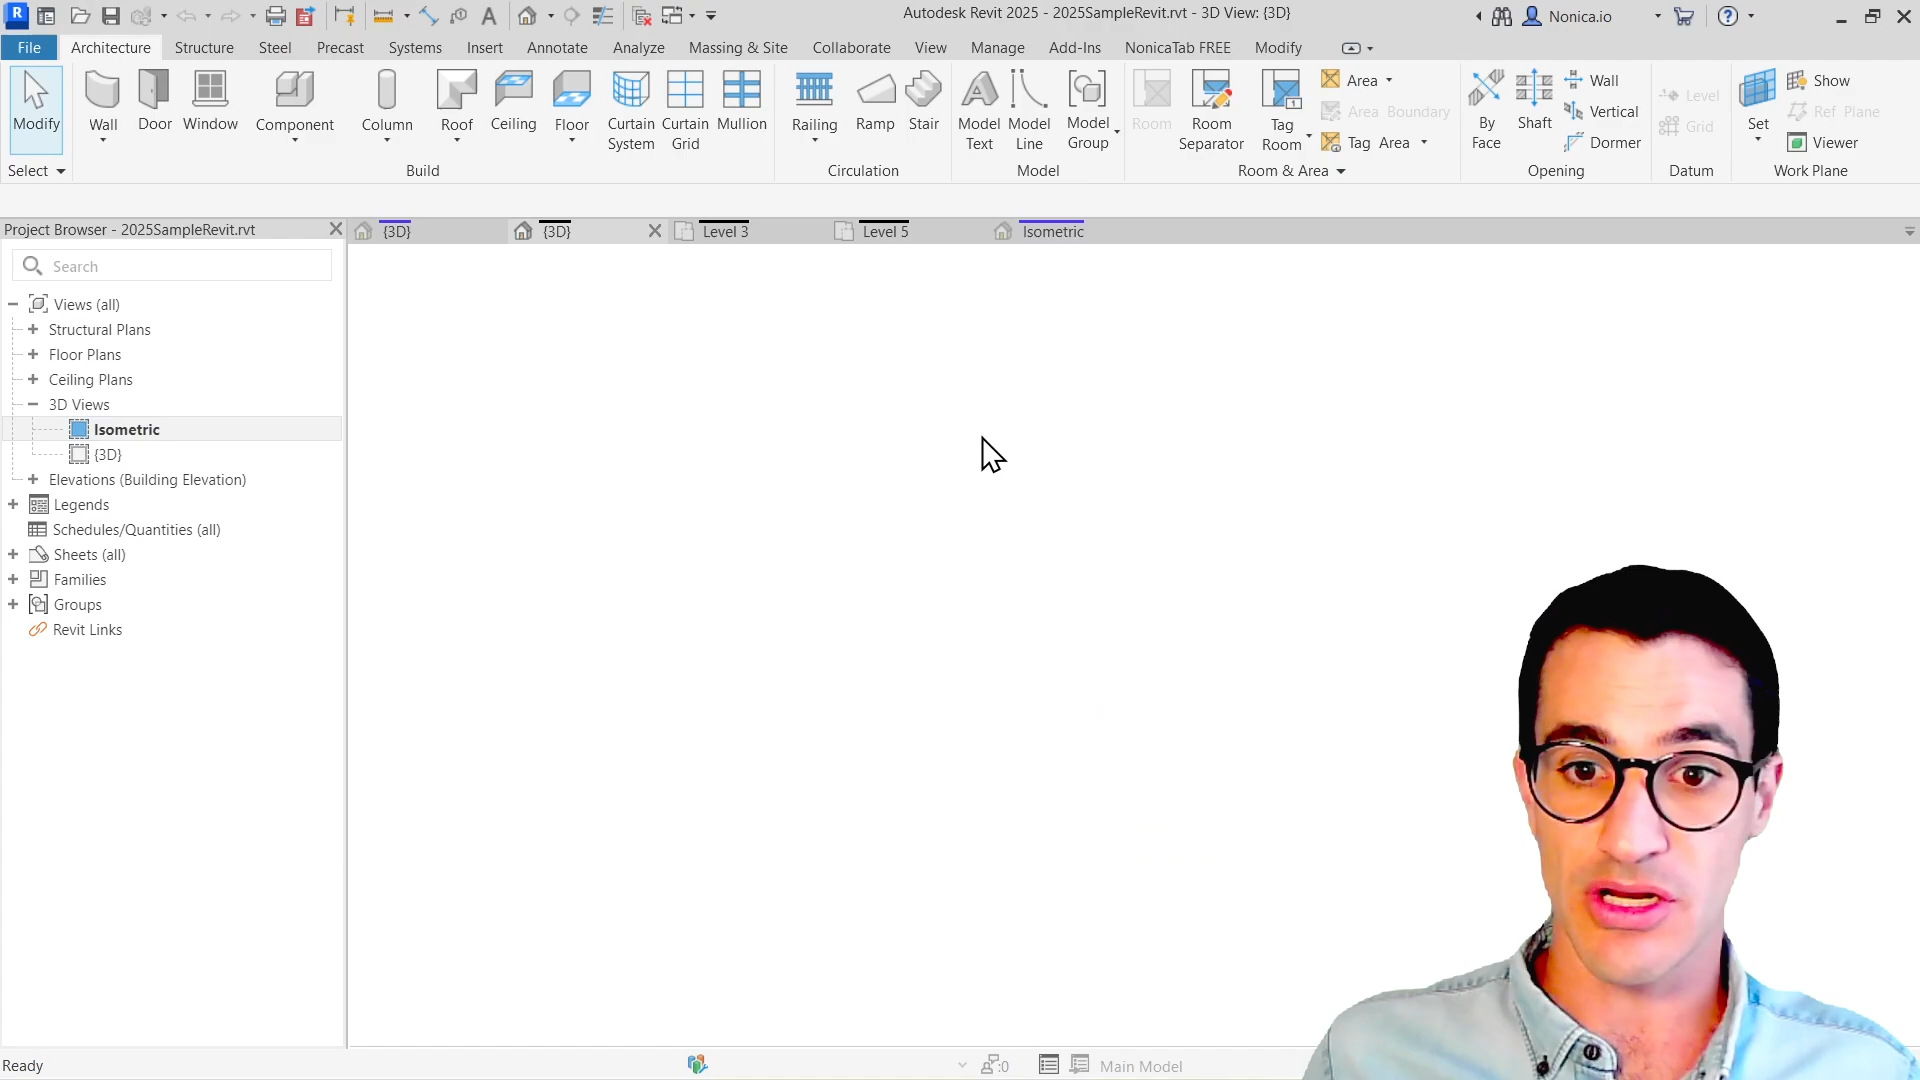 Autodesk Revit 2025 - 2025SampleRevit.rvt - 3D View: {3D}
Nonica.io
File Architecture Structure Steel Precast Systems Insert Annotate Analyze Massing & Site Collaborate View Manage Add-Ins NonicaTab FREE Modify
Modify
Wall
Door
Window
Component
Column
Roof
Ceiling
Floor
Curtain System
Curtain Grid
Mullion
Railing
Ramp
Stair
Model Text
Model Line
Model Group
Room
Room Separator
Tag Room
Area
Area Boundary
Tag Area
By Face
Shaft
Wall
Vertical
Dormer
Level
Grid
Set
Show
Ref Plane
Viewer
Select
Build
Circulation
Model
Room & Area
Opening
Datum
Work Plane
Project Browser - 2025SampleRevit.rvt
{3D}
{3D}
Level 3
Level 5
Isometric
Search
Views (all)
Structural Plans
Floor Plans
Ceiling Plans
3D Views
Isometric
{3D}
Elevations (Building Elevation)
Legends
Schedules/Quantities (all)
Sheets (all)
Families
Groups
Revit Links
Ready
:0
Main Model